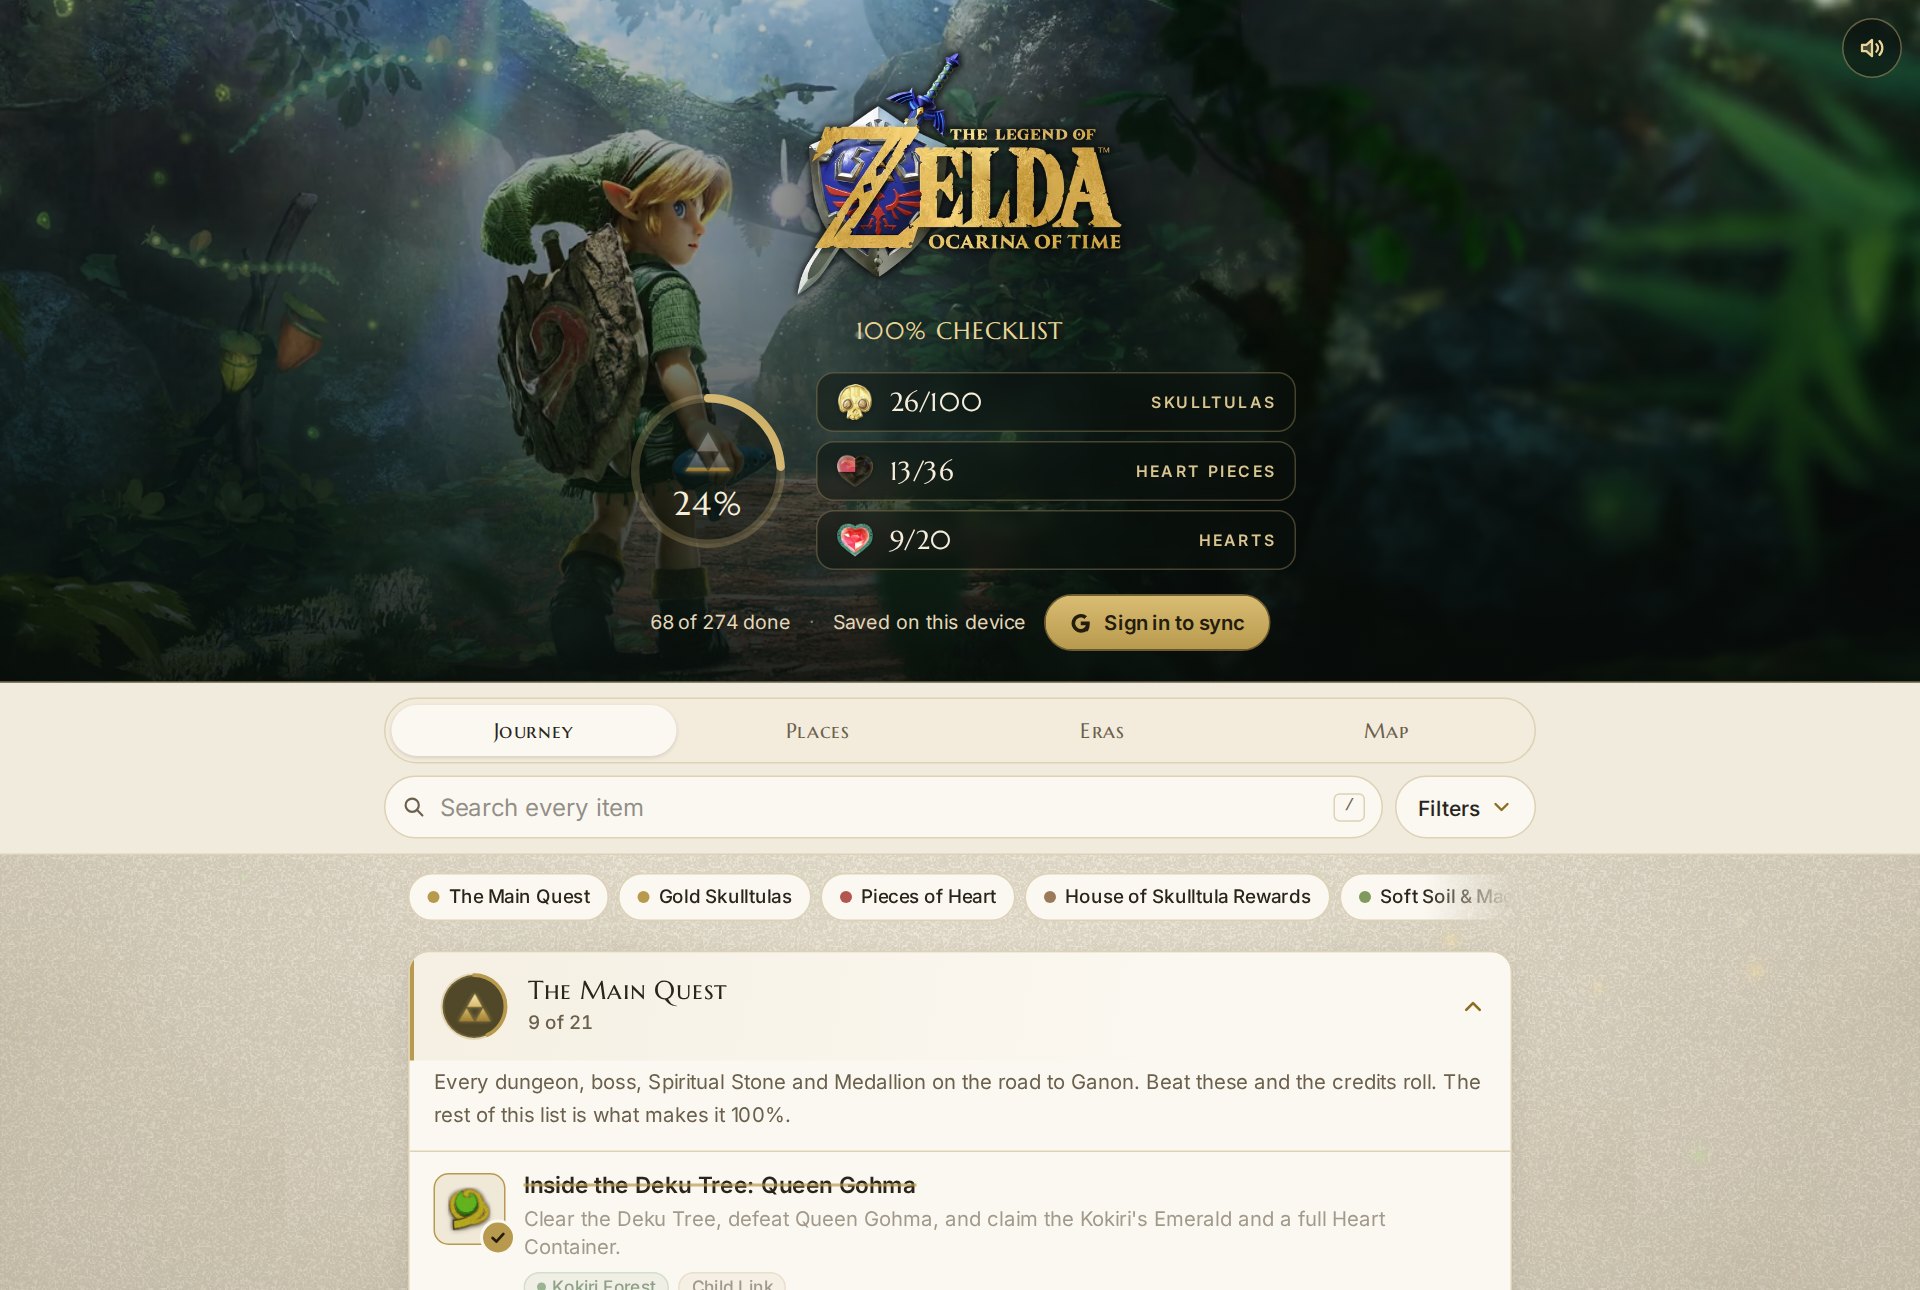 THE LEGEND OF
ZELDA™
OCARINA OF TIME
100% CHECKLIST
26/100 SKULLTULAS
13/36 HEART PIECES
24%
9/20 HEARTS
68 of 274 done · Saved on this device G Sign in to sync
Journey Places Eras Map
Search every item / Filters
The Main Quest Gold Skulltulas Pieces of Heart House of Skulltula Rewards Soft Soil &
The Main Quest
9 of 21
Every dungeon, boss, Spiritual Stone and Medallion on the road to Ganon. Beat these and the credits roll. The
rest of this list is what makes it 100%.
Inside the Deku Tree: Queen Gohma
Clear the Deku Tree, defeat Queen Gohma, and claim the Kokiri's Emerald and a full Heart
Container.
Kokiri Forest Child Link